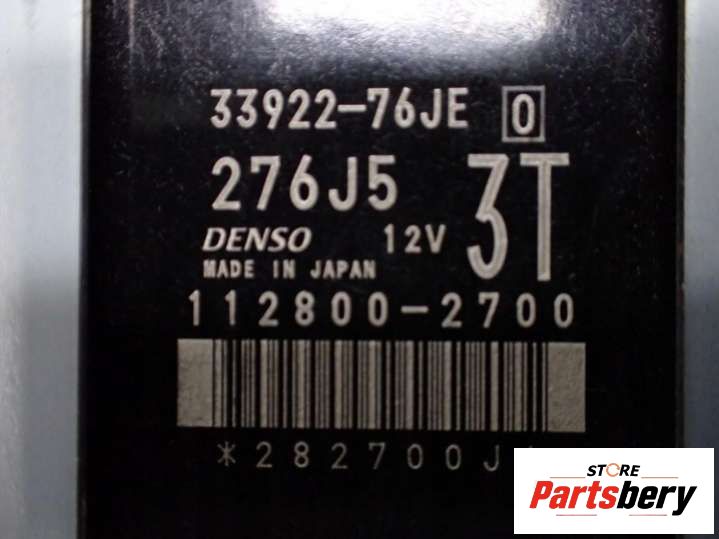 33922-76JE 0
276J5 3T
DENSO 12V
MADE IN JAPAN
112800-2700
*282700J
STORE
Partsbery